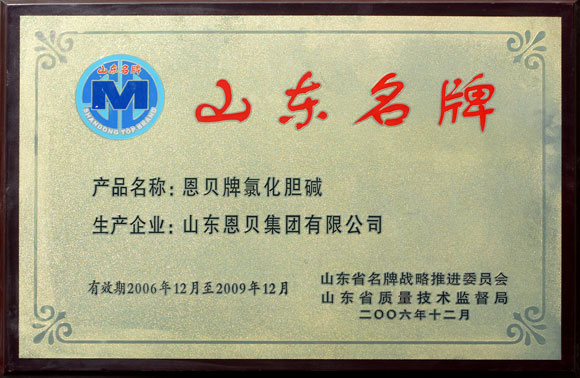 山东名牌
SHANDONG TOP BRAND
M
山东名牌
产品名称：恩贝牌氯化胆碱
生产企业：山东恩贝集团有限公司
有效期2006年12月至2009年12月
山东省名牌战略推进委员会
山东省质量技术监督局
二〇〇六年十二月